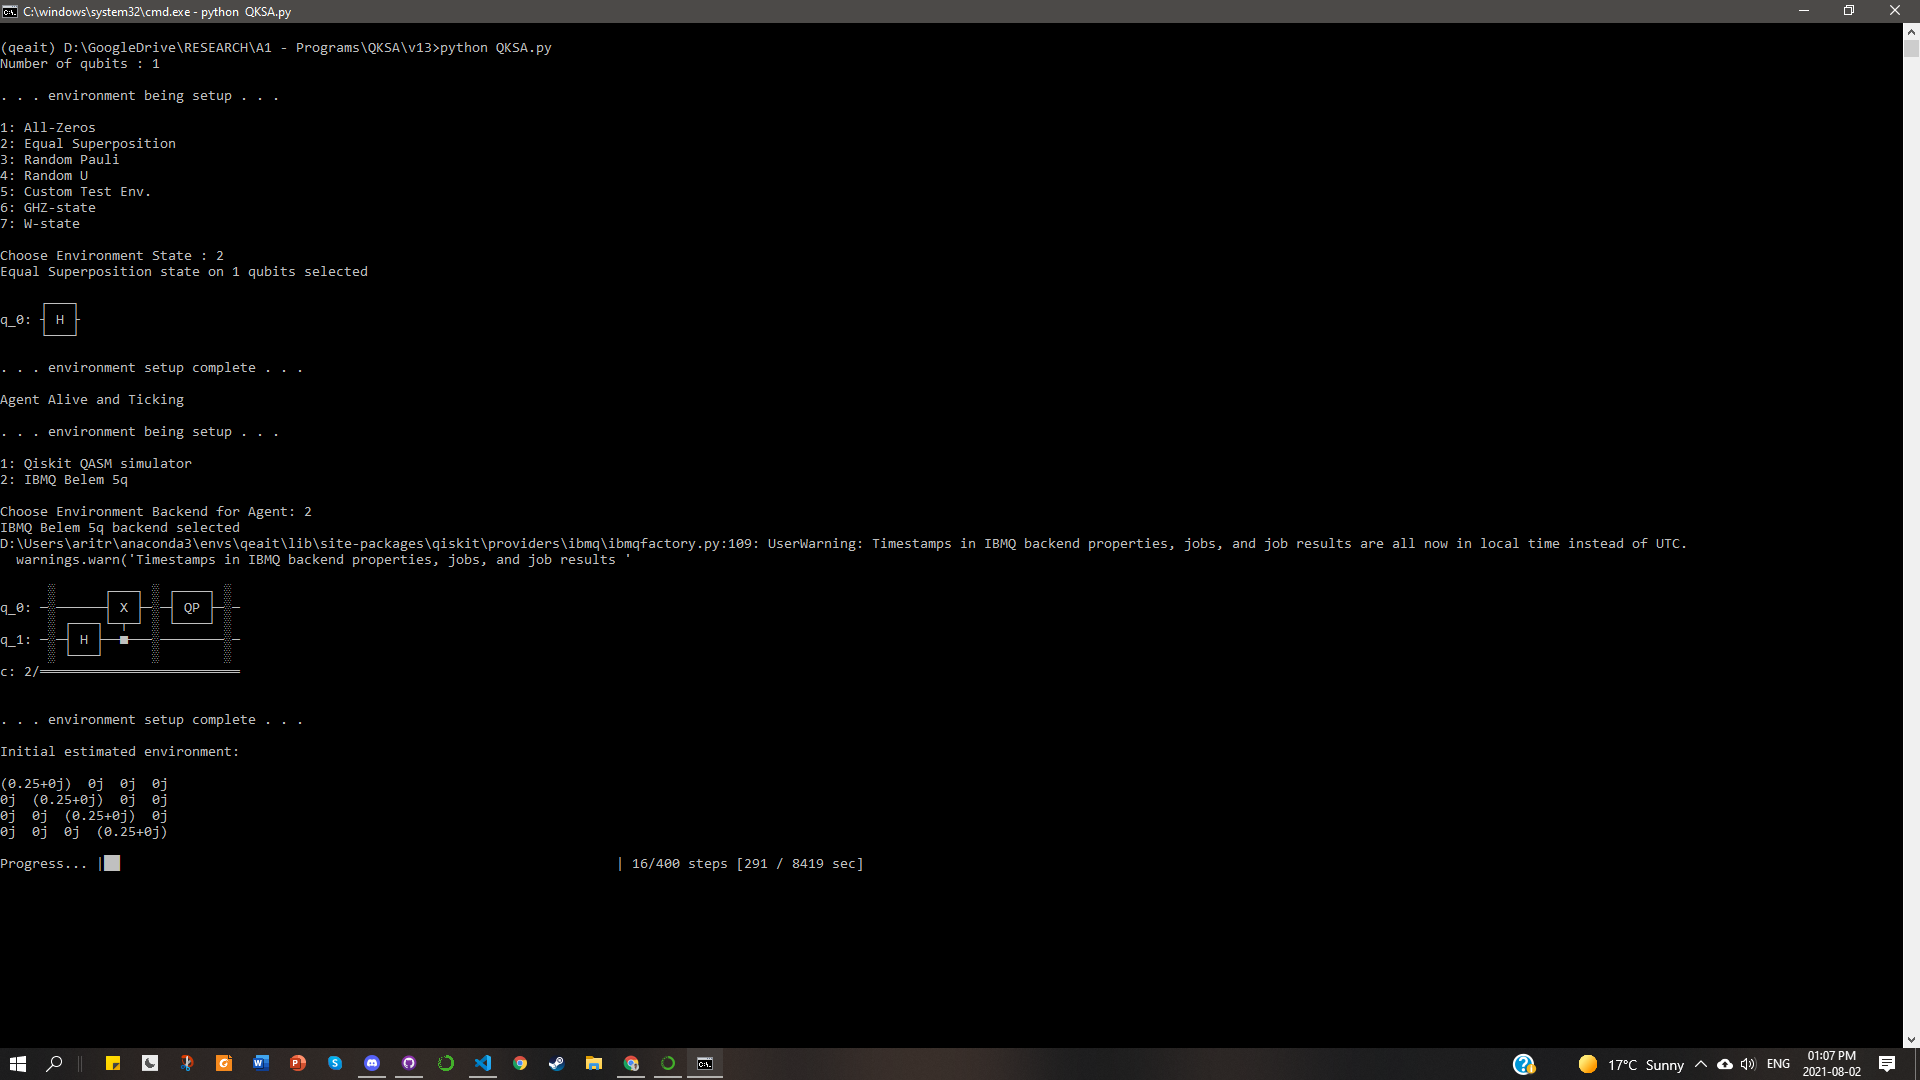 C:\windows\system32\cmd.exe - python  QKSA.py
(qeait) D:\GoogleDrive\RESEARCH\A1 - Programs\QKSA\v13>python QKSA.py
Number of qubits : 1
. . . environment being setup . . .
1: All-Zeros
2: Equal Superposition
3: Random Pauli
4: Random U
5: Custom Test Env.
6: GHZ-state
7: W-state
Choose Environment State : 2
Equal Superposition state on 1 qubits selected
q_0: H
. . . environment setup complete . . .
Agent Alive and Ticking
. . . environment being setup . . .
1: Qiskit QASM simulator
2: IBMQ Belem 5q
Choose Environment Backend for Agent: 2
IBMQ Belem 5q backend selected
D:\Users\aritr\anaconda3\envs\qeait\lib\site-packages\qiskit\providers\ibmq\ibmqfactory.py:109: UserWarning: Timestamps in IBMQ backend properties, jobs, and job results are all now in local time instead of UTC.
  warnings.warn('Timestamps in IBMQ backend properties, jobs, and job results '
q_0: X QP
q_1: H
c: 2/
. . . environment setup complete . . .
Initial estimated environment:
(0.25+0j)  0j  0j  0j
0j  (0.25+0j)  0j  0j
0j  0j  (0.25+0j)  0j
0j  0j  0j  (0.25+0j)
Progress... | | 16/400 steps [291 / 8419 sec]
17°C  Sunny
ENG
01:07 PM
2021-08-02